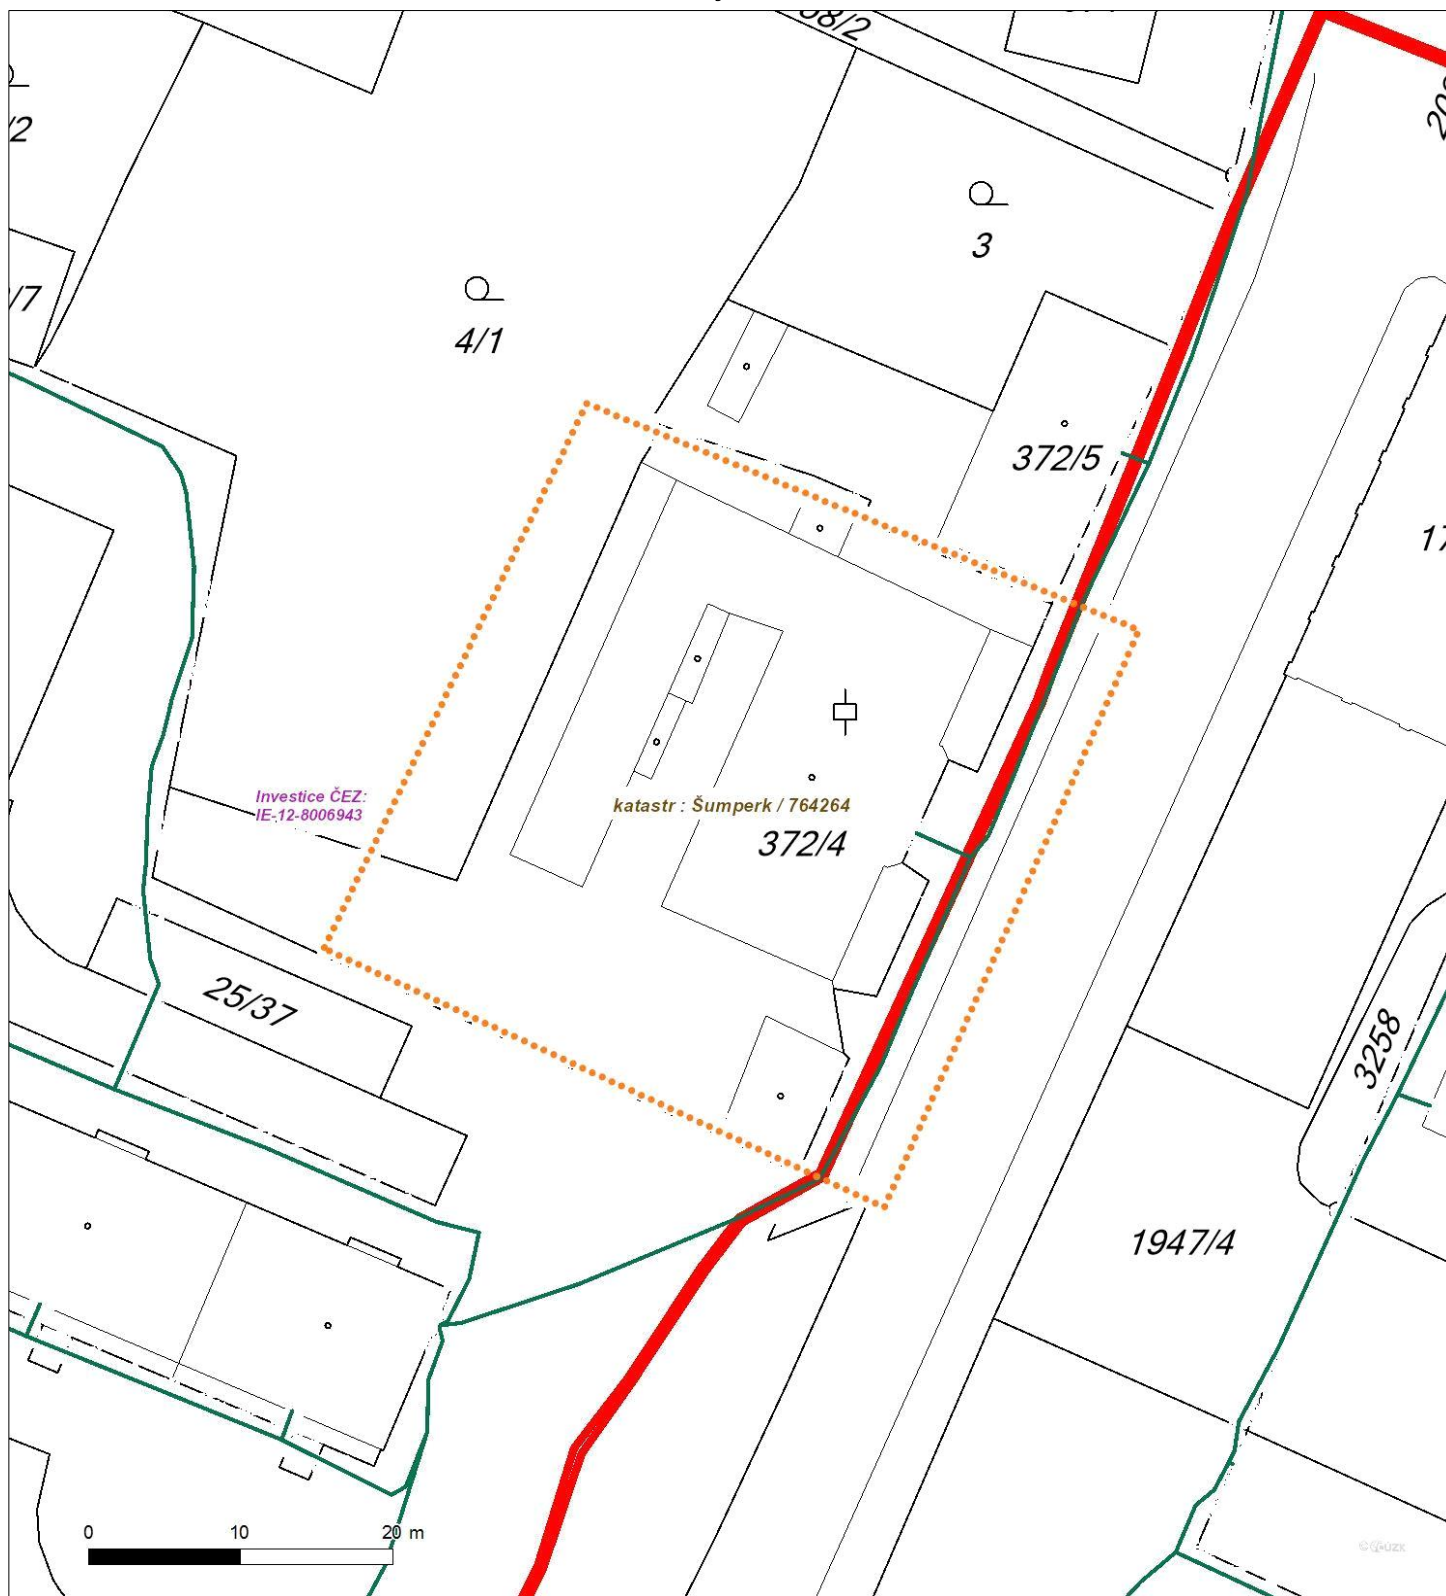 68/2
/2
3
/7
4/1
372/5
17
Investice ČEZ:
IE-12-8006943
katastr : Šumperk / 764264
372/4
25/37
3258
1947/4
0 10 20 m